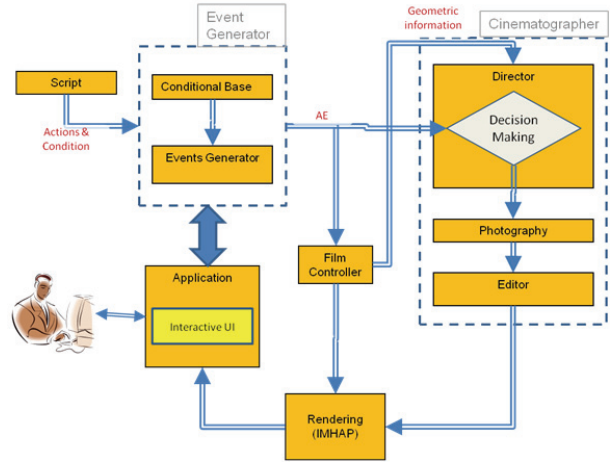 Event
Generator
Geometric
information
Cinematographer
Script
Conditional Base
Director
Actions &
Condition
AE
Decision
Making
Events Generator
Photography
Film
Controller
Application
Editor
Interactive UI
Rendering
(IMHAP)